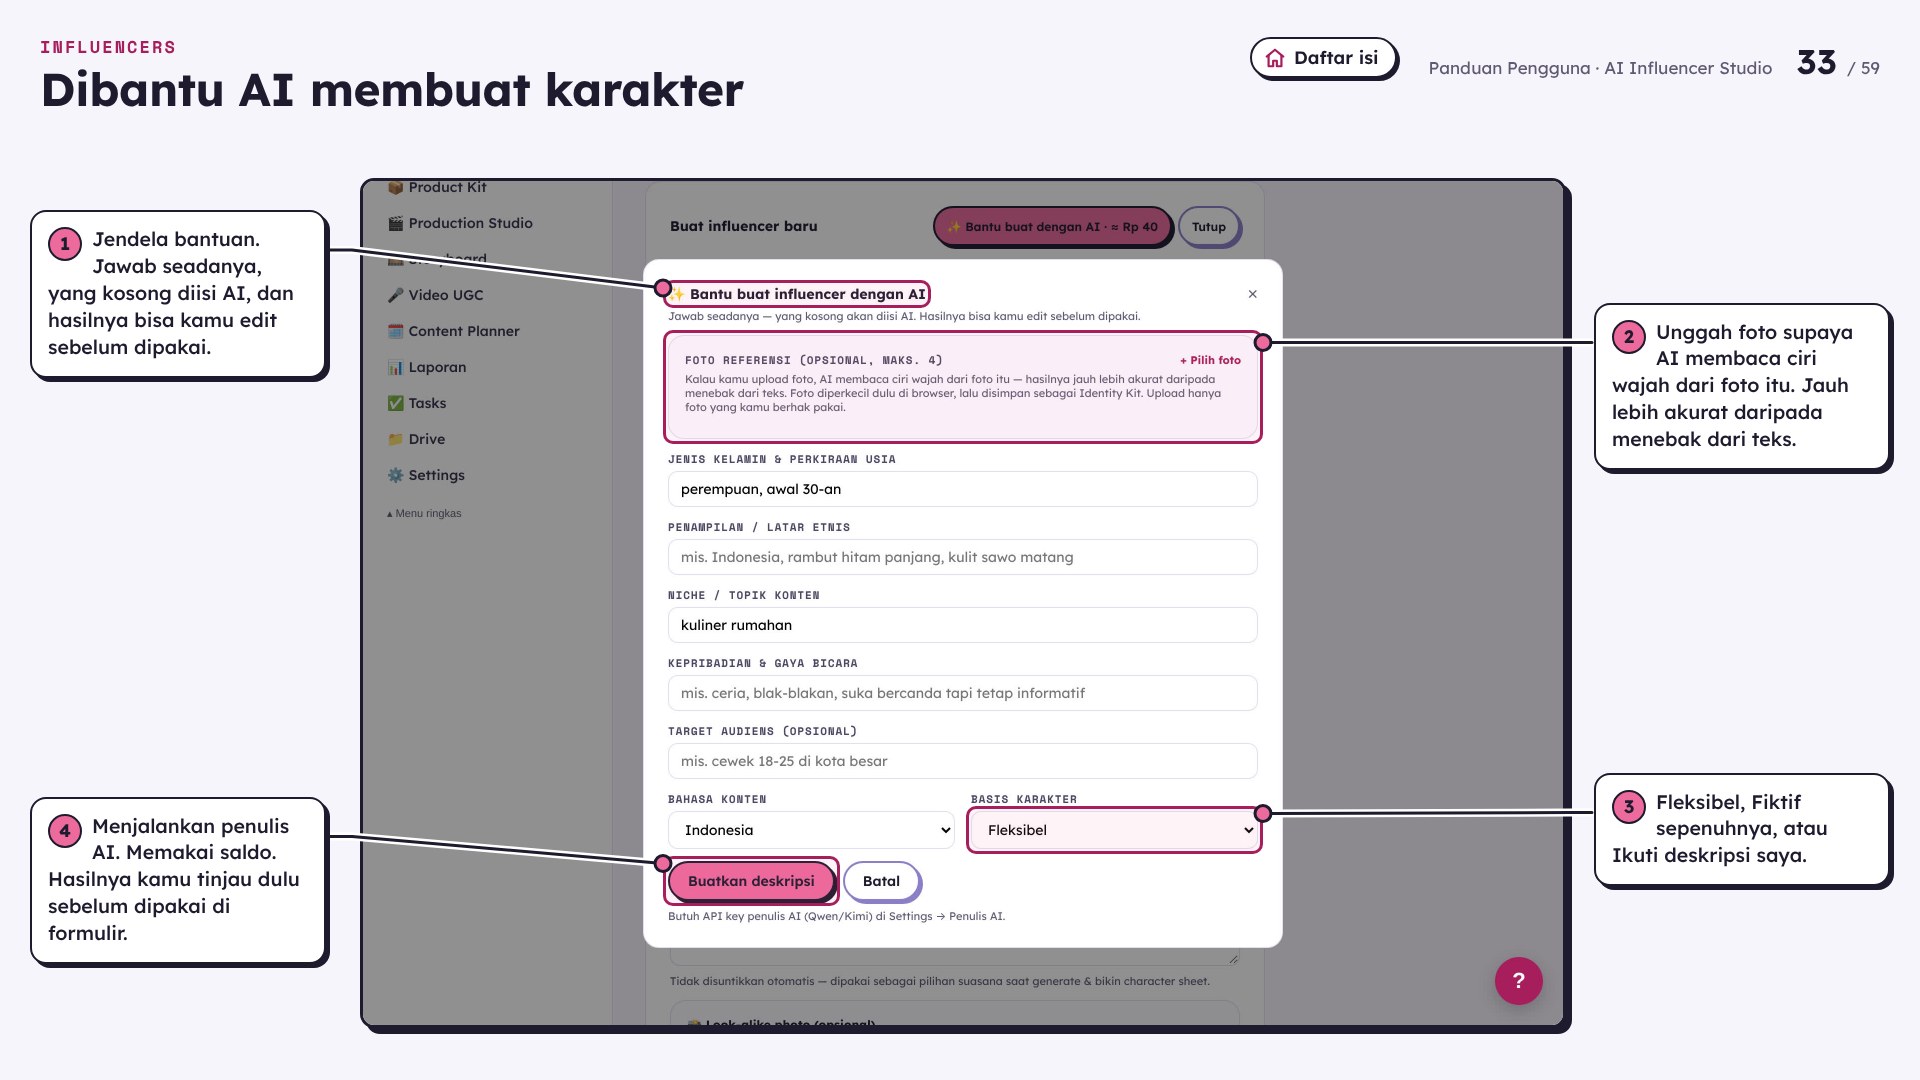 INFLUENCERS
Dibantu AI membuat karakter
Daftar isi
Panduan Pengguna · AI Influencer Studio
33 / 59
1 Jendela bantuan.
Jawab seadanya,
yang kosong diisi AI, dan
hasilnya bisa kamu edit
sebelum dipakai.
4 Menjalankan penulis
AI. Memakai saldo.
Hasilnya kamu tinjau dulu
sebelum dipakai di
formulir.
Product Kit
Production Studio
Video UGC
Content Planner
Laporan
Tasks
Drive
Settings
▴ Menu ringkas
Buat influencer baru
✨ Bantu buat dengan AI · ≈ Rp 40
Tutup
✨ Bantu buat influencer dengan AI
×
Jawab seadanya — yang kosong akan diisi AI. Hasilnya bisa kamu edit sebelum dipakai.
FOTO REFERENSI (OPSIONAL, MAKS. 4)
+ Pilih foto
Kalau kamu upload foto, AI membaca ciri wajah dari foto itu — hasilnya jauh lebih akurat daripada
menebak dari teks. Foto diperkecil dulu di browser, lalu disimpan sebagai Identity Kit. Upload hanya
foto yang kamu berhak pakai.
JENIS KELAMIN & PERKIRAAN USIA
perempuan, awal 30-an
PENAMPILAN / LATAR ETNIS
mis. Indonesia, rambut hitam panjang, kulit sawo matang
NICHE / TOPIK KONTEN
kuliner rumahan
KEPRIBADIAN & GAYA BICARA
mis. ceria, blak-blakan, suka bercanda tapi tetap informatif
TARGET AUDIENS (OPSIONAL)
mis. cewek 18-25 di kota besar
BAHASA KONTEN
Indonesia
BASIS KARAKTER
Fleksibel
Buatkan deskripsi
Batal
Butuh API key penulis AI (Qwen/Kimi) di Settings → Penulis AI.
Tidak disuntikkan otomatis — dipakai sebagai pilihan suasana saat generate & bikin character sheet.
Look-alike photo (opsional)
?
2 Unggah foto supaya
AI membaca ciri
wajah dari foto itu. Jauh
lebih akurat daripada
menebak dari teks.
3 Fleksibel, Fiktif
sepenuhnya, atau
Ikuti deskripsi saya.